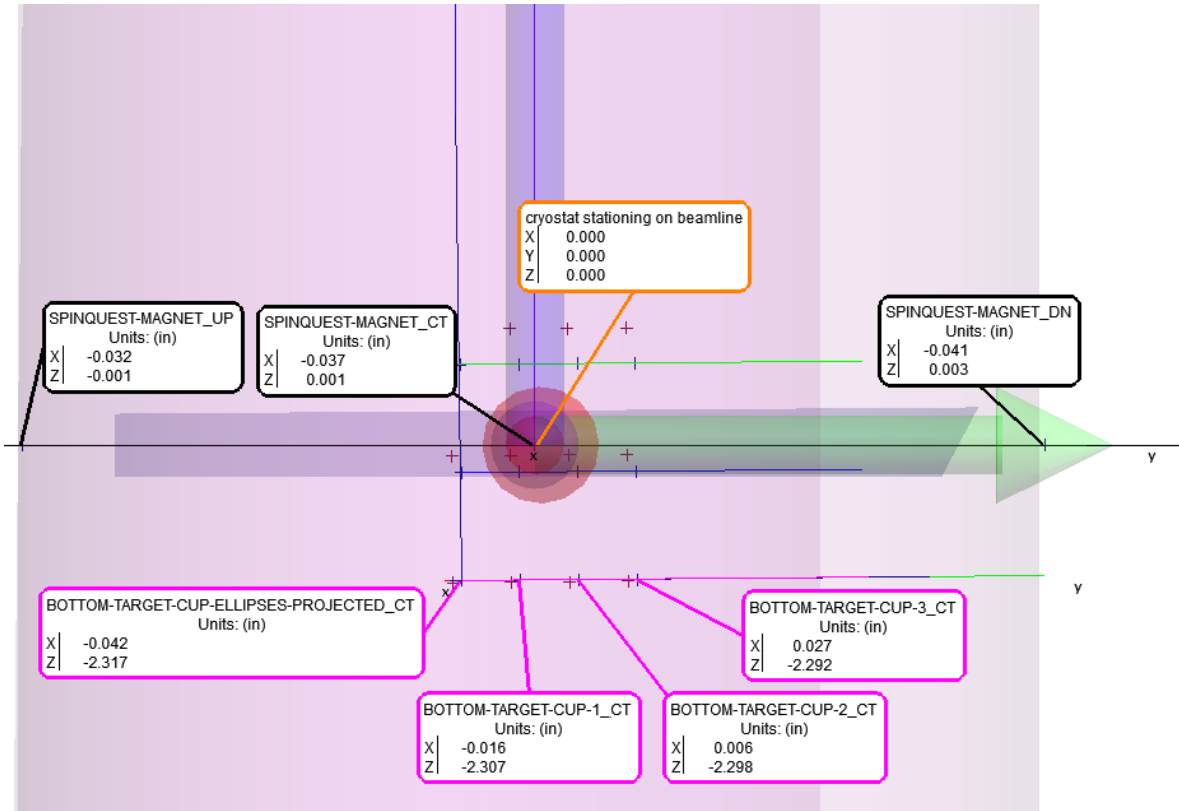 cryostat stationing on beamline
X 0.000
Y 0.000
Z 0.000
SPINQUEST-MAGNET_UP
Units: (in)
X -0.032
Z -0.001
SPINQUEST-MAGNET_CT
Units: (in)
X -0.037
Z 0.001
SPINQUEST-MAGNET_DN
Units: (in)
X -0.041
Z 0.003
x
y
x
y
BOTTOM-TARGET-CUP-ELLIPSES-PROJECTED_CT
Units: (in)
X -0.042
Z -2.317
BOTTOM-TARGET-CUP-3_CT
Units: (in)
X 0.027
Z -2.292
BOTTOM-TARGET-CUP-1_CT
Units: (in)
X -0.016
Z -2.307
BOTTOM-TARGET-CUP-2_CT
Units: (in)
X 0.006
Z -2.298